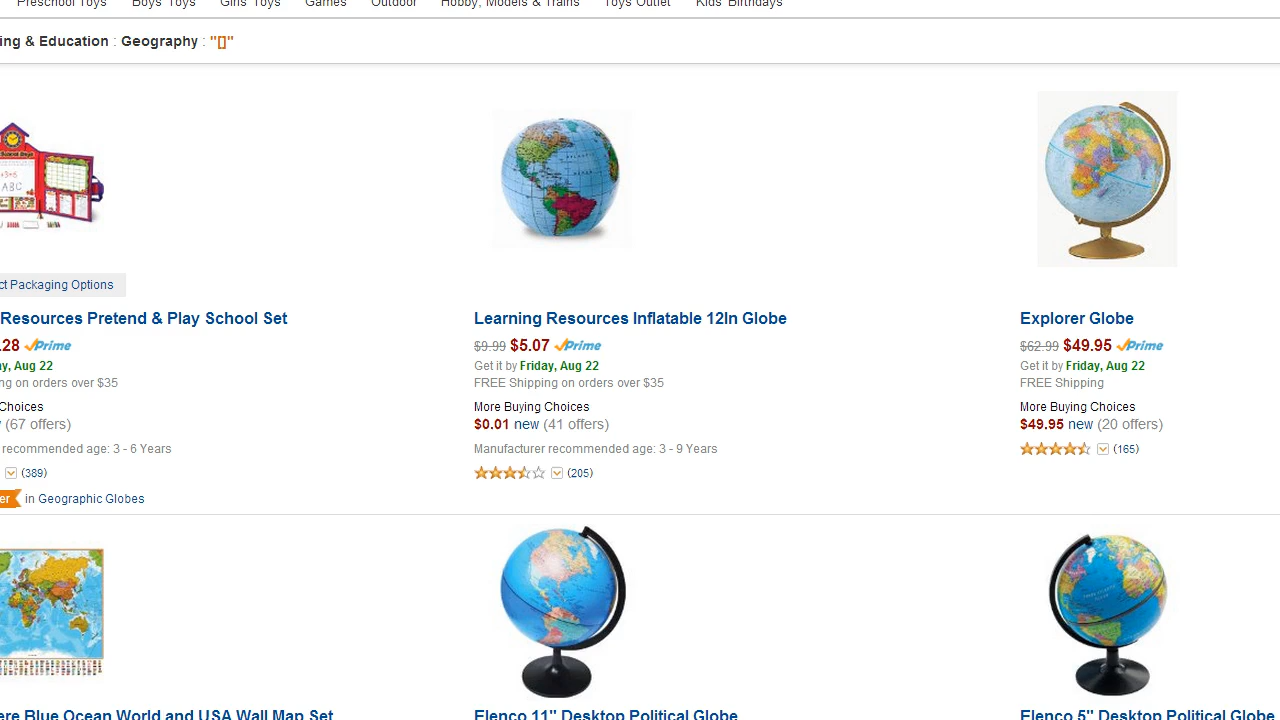 Preschool Toys Boys' Toys Girls' Toys Games Outdoor Hobby, Models & Trains Toys Outlet Kids' Birthdays
ing & Education : Geography : "[]"
ct Packaging Options
Resources Pretend & Play School Set
.28 Prime
y, Aug 22
ng on orders over $35
Choices
(67 offers)
recommended age: 3 - 6 Years
(389)
er in Geographic Globes
Learning Resources Inflatable 12In Globe
$9.99 $5.07 Prime
Get it by Friday, Aug 22
FREE Shipping on orders over $35
More Buying Choices
$0.01 new (41 offers)
Manufacturer recommended age: 3 - 9 Years
(205)
Explorer Globe
$62.99 $49.95 Prime
Get it by Friday, Aug 22
FREE Shipping
More Buying Choices
$49.95 new (20 offers)
(165)
ere Blue Ocean World and USA Wall Map Set
Elenco 11" Desktop Political Globe
Elenco 5" Desktop Political Globe